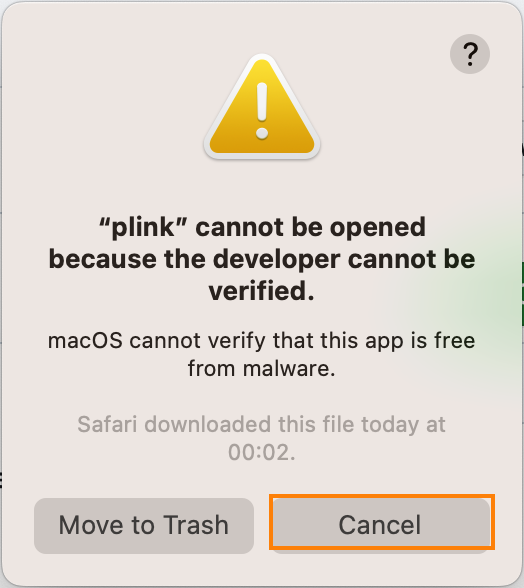 ?
“plink” cannot be opened
because the developer cannot be
verified.
macOS cannot verify that this app is free
from malware.
Safari downloaded this file today at
00:02.
Move to Trash
Cancel